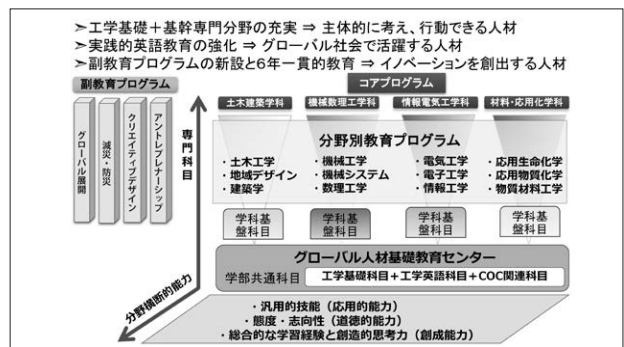 ➢工学基礎＋基幹専門分野の充実 ⇒ 主体的に考え、行動できる人材
➢実践的英語教育の強化 ⇒ グローバル社会で活躍する人材
➢副教育プログラムの新設と６年一貫的教育 ⇒ イノベーションを創出する人材
副教育プログラム
コアプログラム
グローバル展開
減災・防災
クリエイティブデザイン
アントレプレナーシップ
専門科目
土木建築学科
機械数理工学科
情報電気工学科
材料・応用化学科
分野別教育プログラム
・土木工学
・地域デザイン
・建築学
・機械工学
・機械システム
・数理工学
・電気工学
・電子工学
・情報工学
・応用生命化学
・応用物質化学
・物質材料工学
学科基
盤科目
学科基
盤科目
学科基
盤科目
学科基
盤科目
グローバル人材基礎教育センター
学部共通科目
工学基礎科目＋工学英語科目＋COC関連科目
分野横断的能力
・汎用的技能（応用的能力）
・態度・志向性（道徳的能力）
・総合的な学習経験と創造的思考力（創成能力）